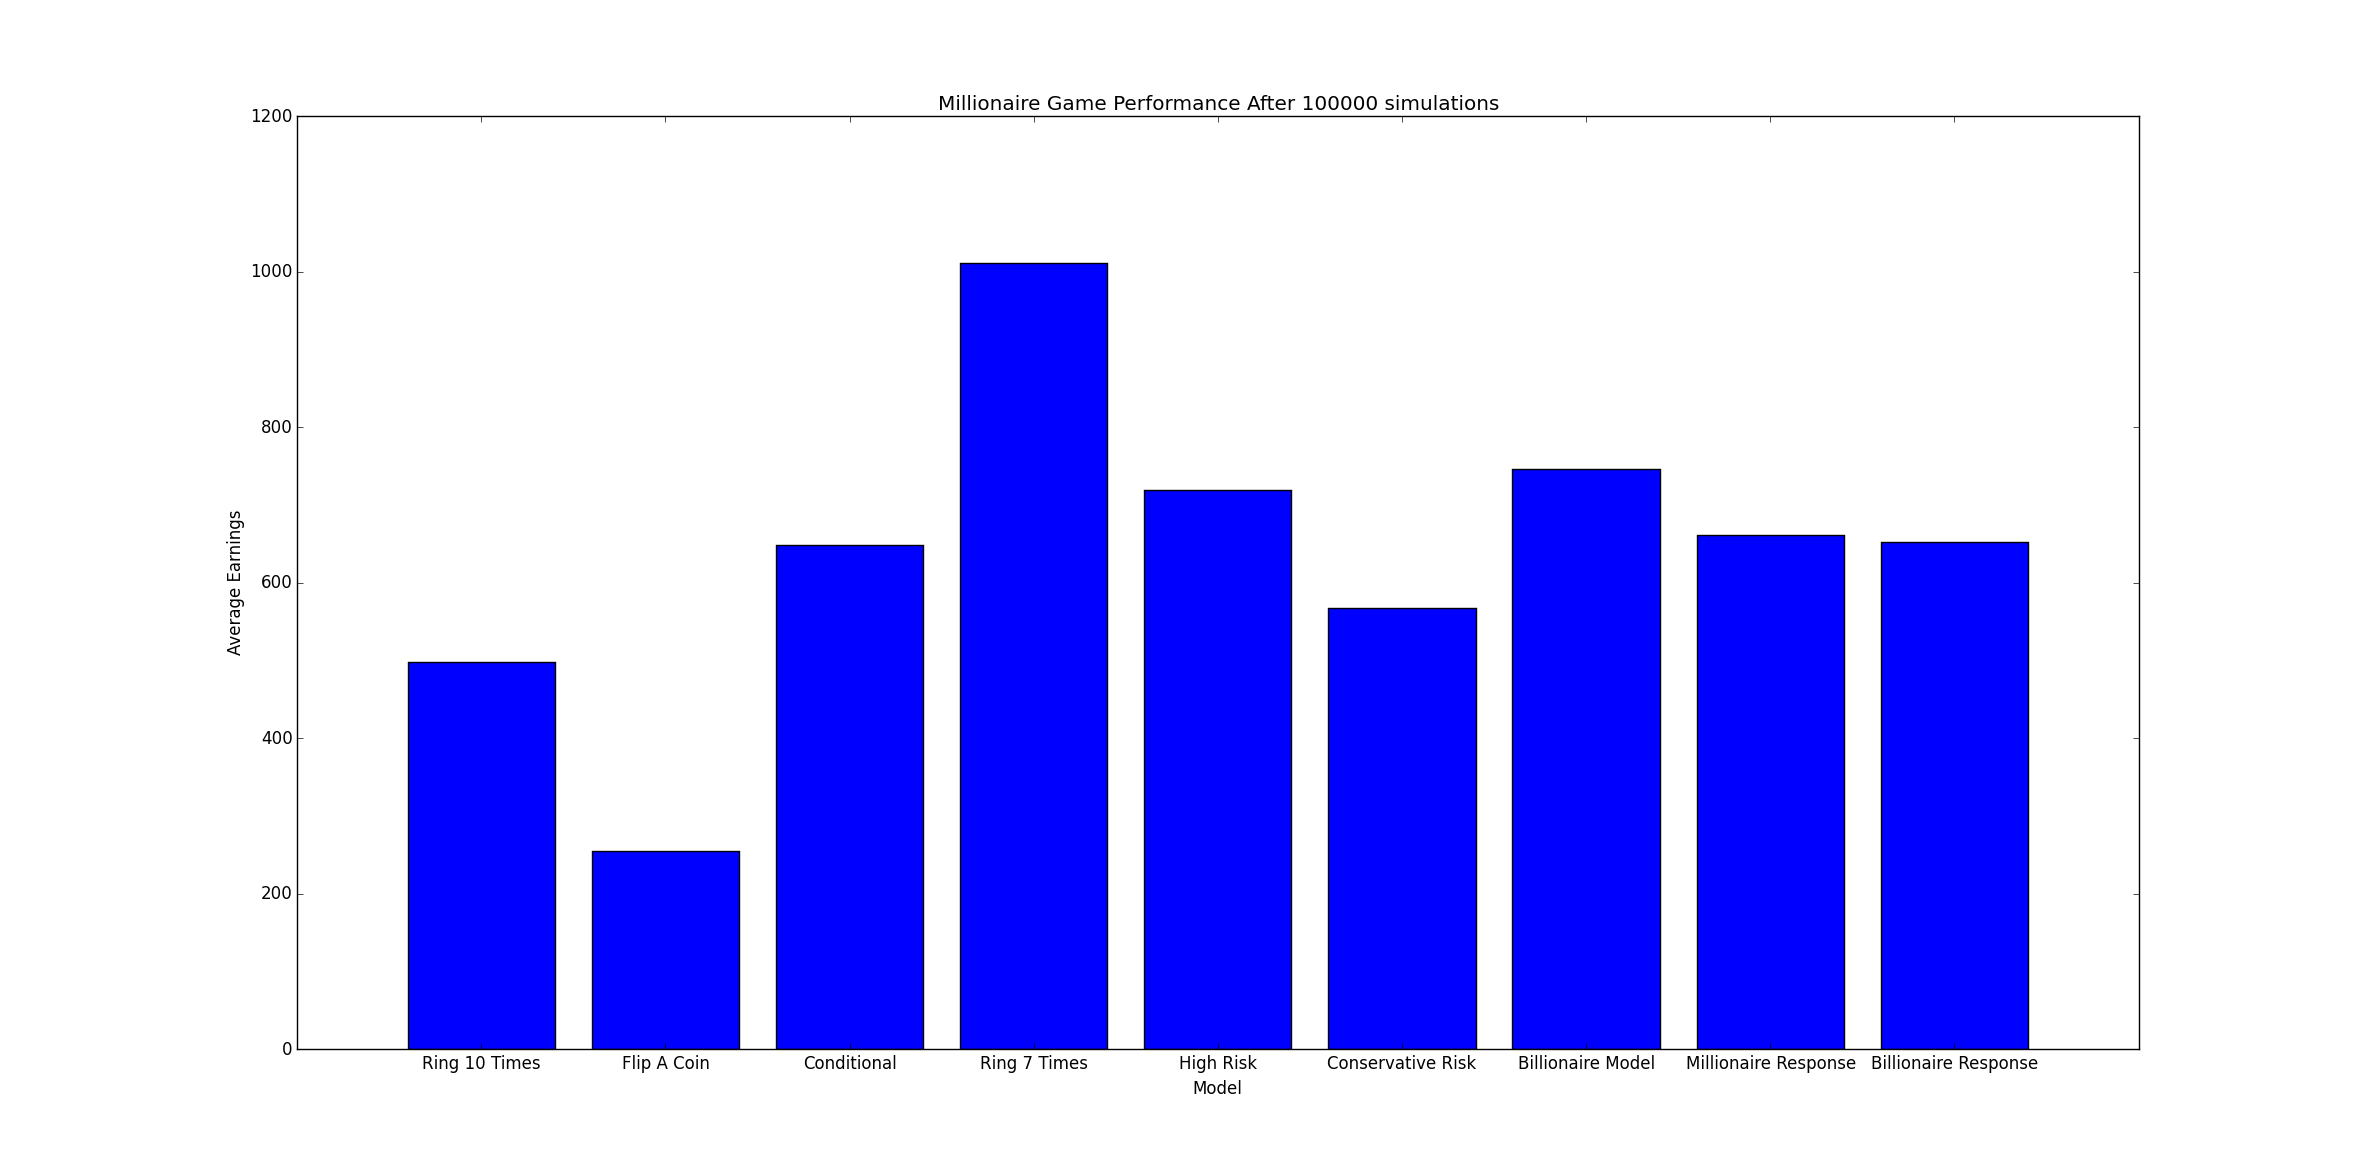 Millionaire Game Performance After 100000 simulations
1200
1000
800
600
400
200
0
Average Earnings
Ring 10 Times
Flip A Coin
Conditional
Ring 7 Times
High Risk
Conservative Risk
Billionaire Model
Millionaire Response
Billionaire Response
Model